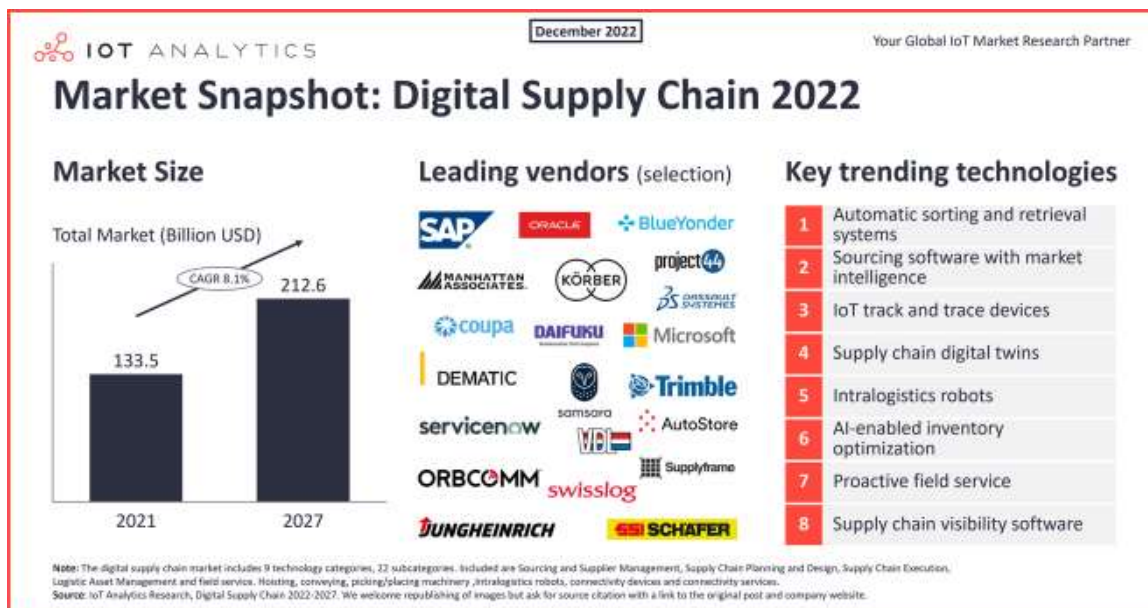 December 2022
IOT ANALYTICS
Your Global IoT Market Research Partner
Market Snapshot: Digital Supply Chain 2022
Market Size
Total Market (Billion USD)
CAGR 8.1%
212.6
133.5
2021
2027
Leading vendors (selection)
SAP
ORACLE
BlueYonder
MANHATTAN
ASSOCIATES.
KÖRBER
project44
DASSAULT
SYSTEMES
coupa
DAIFUKU
Microsoft
DEMATIC
samsara
Trimble
servicenow
VDL
AutoStore
ORBCOMM
swisslog
Supplyframe
JUNGHEINRICH
SSI SCHAFER
Key trending technologies
1 Automatic sorting and retrieval
systems
2 Sourcing software with market
intelligence
3 IoT track and trace devices
4 Supply chain digital twins
5 Intralogistics robots
6 AI-enabled inventory
optimization
7 Proactive field service
8 Supply chain visibility software
Note: The digital supply chain market includes 9 technology categories, 22 subcategories. Included are Sourcing and Supplier Management, Supply Chain Planning and Design, Supply Chain Execution,
Logistic Asset Management and field service. Hoisting, conveying, picking/placing machinery ,Intralogistics robots, connectivity devices and connectivity services.
Source: IoT Analytics Research, Digital Supply Chain 2022-2027. We welcome republishing of images but ask for source citation with a link to the original post and company website.